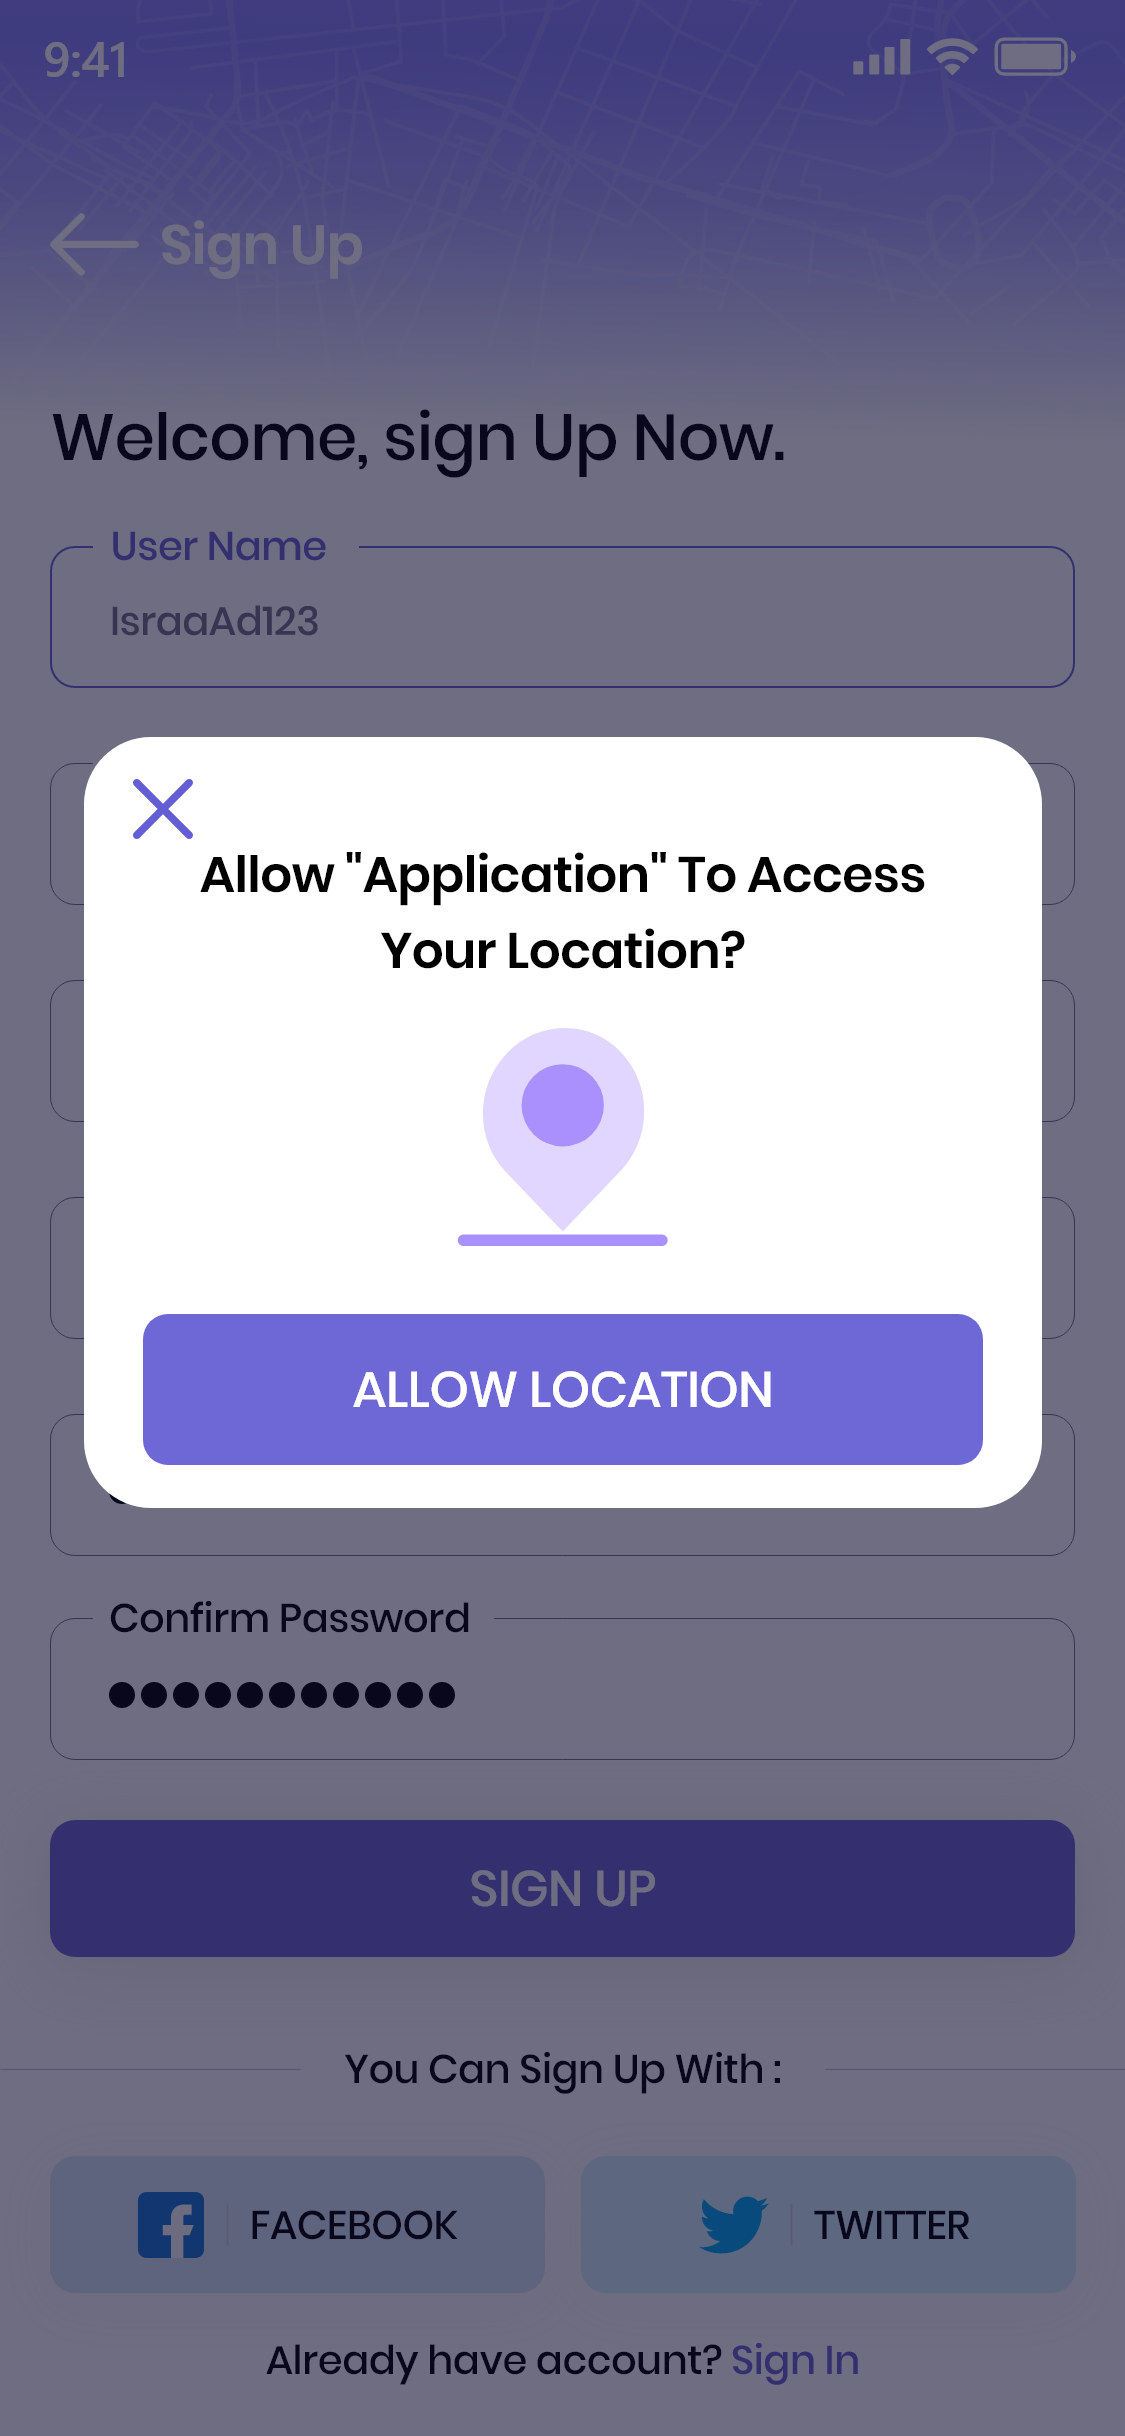 9:41
Sign Up
Welcome, sign Up Now.
User Name
IsraaAd123
Allow "Application" To Access
Your Location?
ALLOW LOCATION
Confirm Password
SIGN UP
You Can Sign Up With :
FACEBOOK
TWITTER
Already have account? Sign In